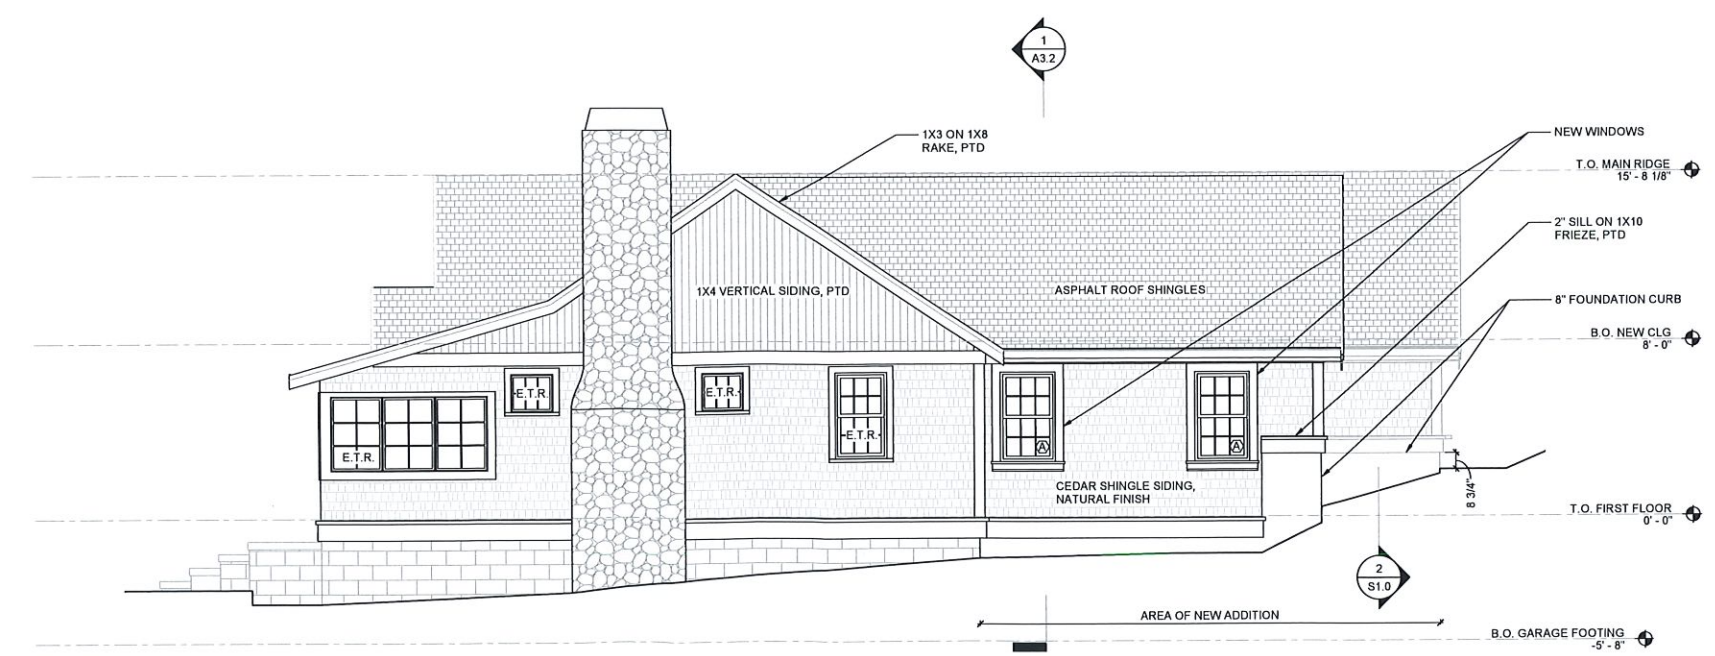 1
A3.2
1X3 ON 1X8
RAKE, PTD
NEW WINDOWS
T.O. MAIN RIDGE
15' - 8 1/8"
2" SILL ON 1X10
FRIEZE, PTD
1X4 VERTICAL SIDING, PTD
ASPHALT ROOF SHINGLES
8" FOUNDATION CURB
B.O. NEW CLG
8' - 0"
E.T.R.
E.T.R.
E.T.R.
E.T.R.
A
A
CEDAR SHINGLE SIDING,
NATURAL FINISH
8 3/4"
T.O. FIRST FLOOR
0' - 0"
2
S1.0
AREA OF NEW ADDITION
B.O. GARAGE FOOTING
-5' - 8"